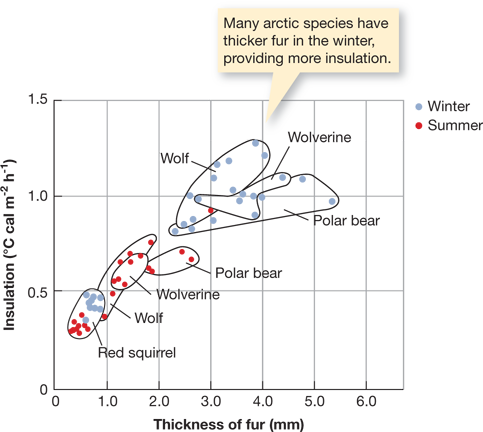 Many arctic species have
thicker fur in the winter,
providing more insulation.
1.5
Winter
Summer
Wolverine
Wolf
1.0
Polar bear
Insulation (°C cal m-2 h-1)
Polar bear
Wolverine
0.5
Wolf
Red squirrel
0
0.0 1.0 2.0 3.0 4.0 5.0 6.0
Thickness of fur (mm)